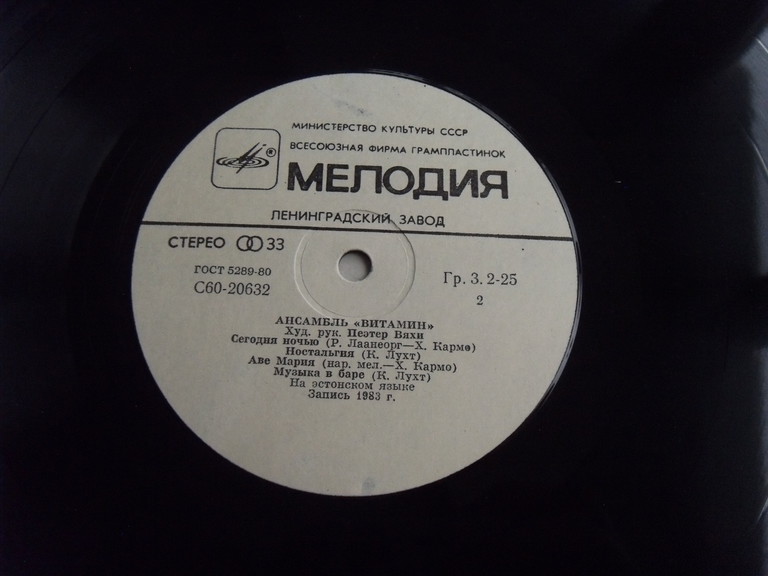 МИНИСТЕРСТВО КУЛЬТУРЫ СССР
ВСЕСОЮЗНАЯ ФИРМА ГРАМПЛАСТИНОК
® МЕЛОДИЯ
ЛЕНИНГРАДСКИЙ ЗАВОД
СТЕРЕО 33
ГОСТ 5289-80
С60-20632
Гр. 3. 2-25
2
АНСАМБЛЬ «ВИТАМИН»
Худ. рук. Пеэтер Вяхи
Сегодня ночью (Р. Лаанеорг—Х. Кармо)
Ностальгия (К. Лухт)
Аве Мария (нар. мел.—Х. Кармо)
Музыка в баре (К. Лухт)
На эстонском языке
Запись 1983 г.